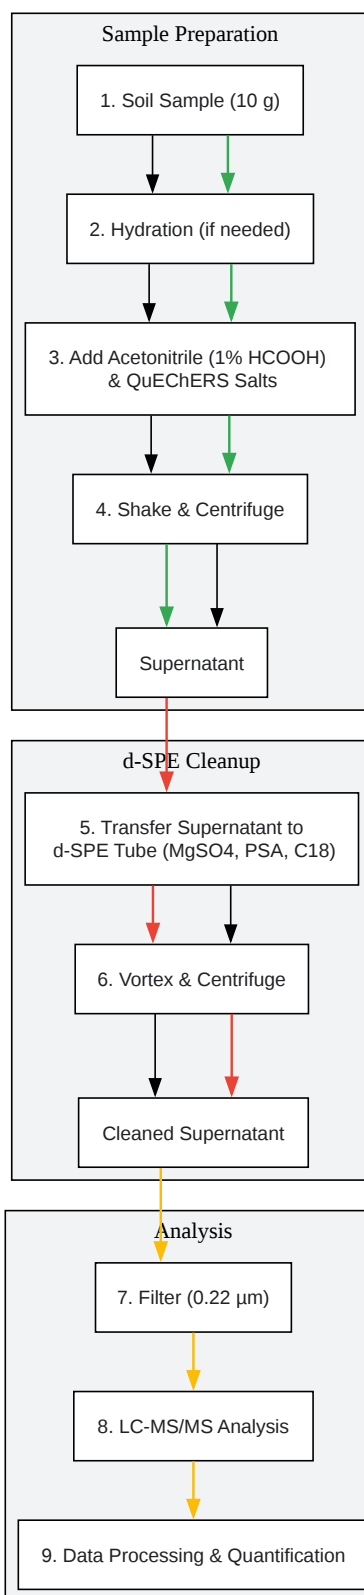 Sample Preparation
1. Soil Sample (10 g)
2. Hydration (if needed)
3. Add Acetonitrile (1% HCOOH)
& QuEChERS Salts
4. Shake & Centrifuge
Supernatant
d-SPE Cleanup
5. Transfer Supernatant to
d-SPE Tube (MgSO4, PSA, C18)
6. Vortex & Centrifuge
Cleaned Supernatant
Analysis
7. Filter (0.22 µm)
8. LC-MS/MS Analysis
9. Data Processing & Quantification